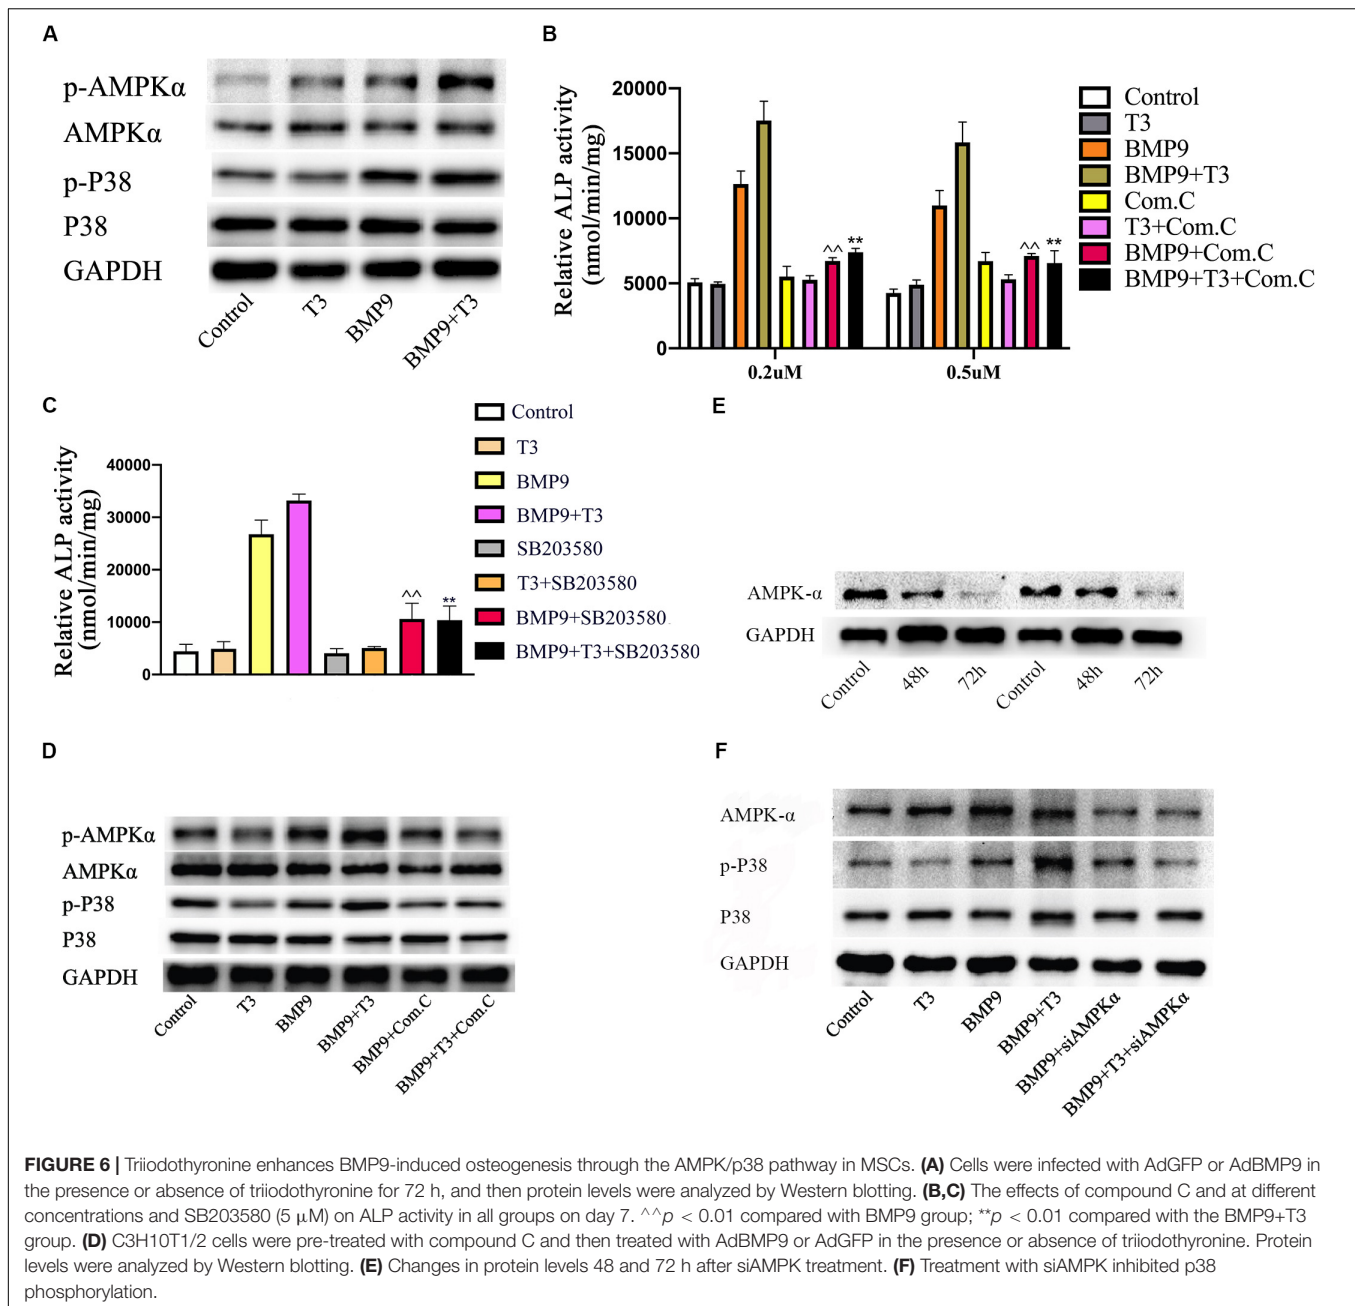 A
p-AMPKα
AMPKα
p-P38
P38
GAPDH
Control
T3
BMP9
BMP9+T3
B
Relative ALP activity
(nmol/min/mg)
20000
15000
10000
5000
0
^^
**
^^
**
0.2uM
0.5uM
Control
T3
BMP9
BMP9+T3
Com.C
T3+Com.C
BMP9+Com.C
BMP9+T3+Com.C
C
Relative ALP activity
(nmol/min/mg)
40000
30000
20000
10000
0
^^
**
Control
T3
BMP9
BMP9+T3
SB203580
T3+SB203580
BMP9+SB203580
BMP9+T3+SB203580
E
AMPK-α
GAPDH
Control
48h
72h
Control
48h
72h
D
p-AMPKα
AMPKα
p-P38
P38
GAPDH
Control
T3
BMP9
BMP9+T3
BMP9+Com.C
BMP9+T3+Com.C
F
AMPK-α
p-P38
P38
GAPDH
Control
T3
BMP9
BMP9+T3
BMP9+siAMPKα
BMP9+T3+siAMPKα
FIGURE 6 | Triiodothyronine enhances BMP9-induced osteogenesis through the AMPK/p38 pathway in MSCs. (A) Cells were infected with AdGFP or AdBMP9 in
the presence or absence of triiodothyronine for 72 h, and then protein levels were analyzed by Western blotting. (B,C) The effects of compound C and at different
concentrations and SB203580 (5 μM) on ALP activity in all groups on day 7. ^^p < 0.01 compared with BMP9 group; **p < 0.01 compared with the BMP9+T3
group. (D) C3H10T1/2 cells were pre-treated with compound C and then treated with AdBMP9 or AdGFP in the presence or absence of triiodothyronine. Protein
levels were analyzed by Western blotting. (E) Changes in protein levels 48 and 72 h after siAMPK treatment. (F) Treatment with siAMPK inhibited p38
phosphorylation.